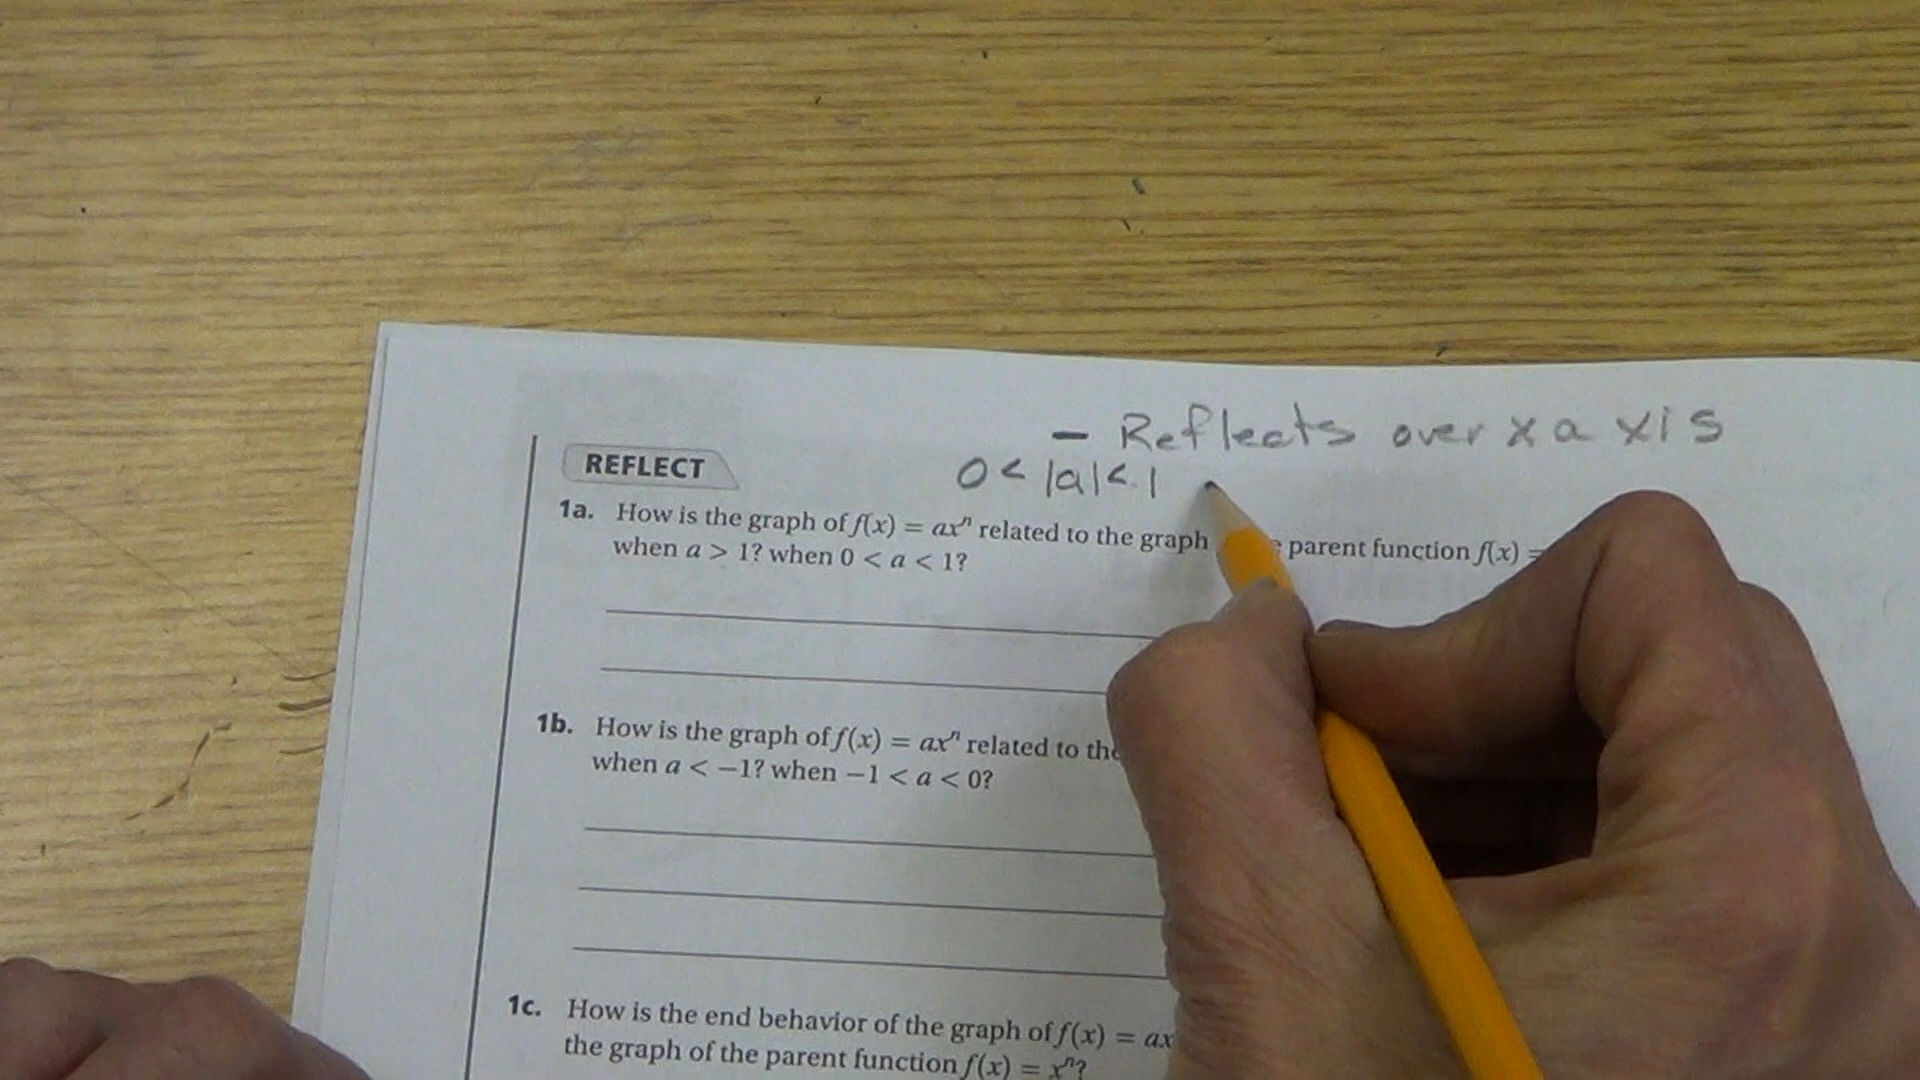 — Reflects over x axis
0 < |a| < 1
REFLECT
1a. How is the graph of f(x) = axⁿ related to the graph parent function f(x) =
when a > 1? when 0 < a < 1?
1b. How is the graph of f(x) = axⁿ related to the
when a < −1? when −1 < a < 0?
1c. How is the end behavior of the graph of f(x) = ax
the graph of the parent function f(x) = xⁿ?